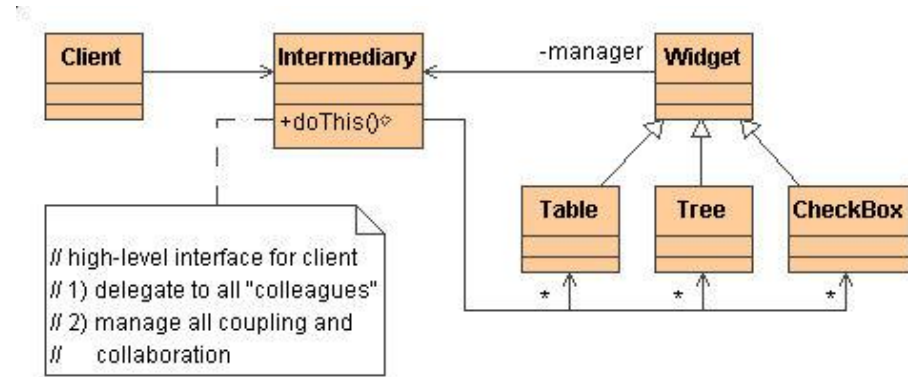 Client
Intermediary
-manager
Widget
+doThis()
Table
Tree
CheckBox
*
*
*
// high-level interface for client
// 1) delegate to all "colleagues"
// 2) manage all coupling and
// collaboration